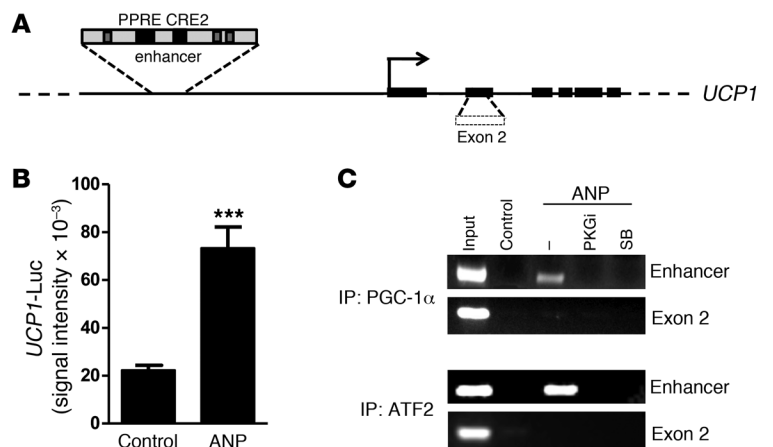 A
PPRE CRE2
enhancer
UCP1
Exon 2
B
100
80
60
40
20
0
UCP1-Luc
(signal intensity × 10⁻³)
***
Control
ANP
C
ANP
Input
Control
–
PKGi
SB
IP: PGC-1α
Enhancer
Exon 2
IP: ATF2
Enhancer
Exon 2